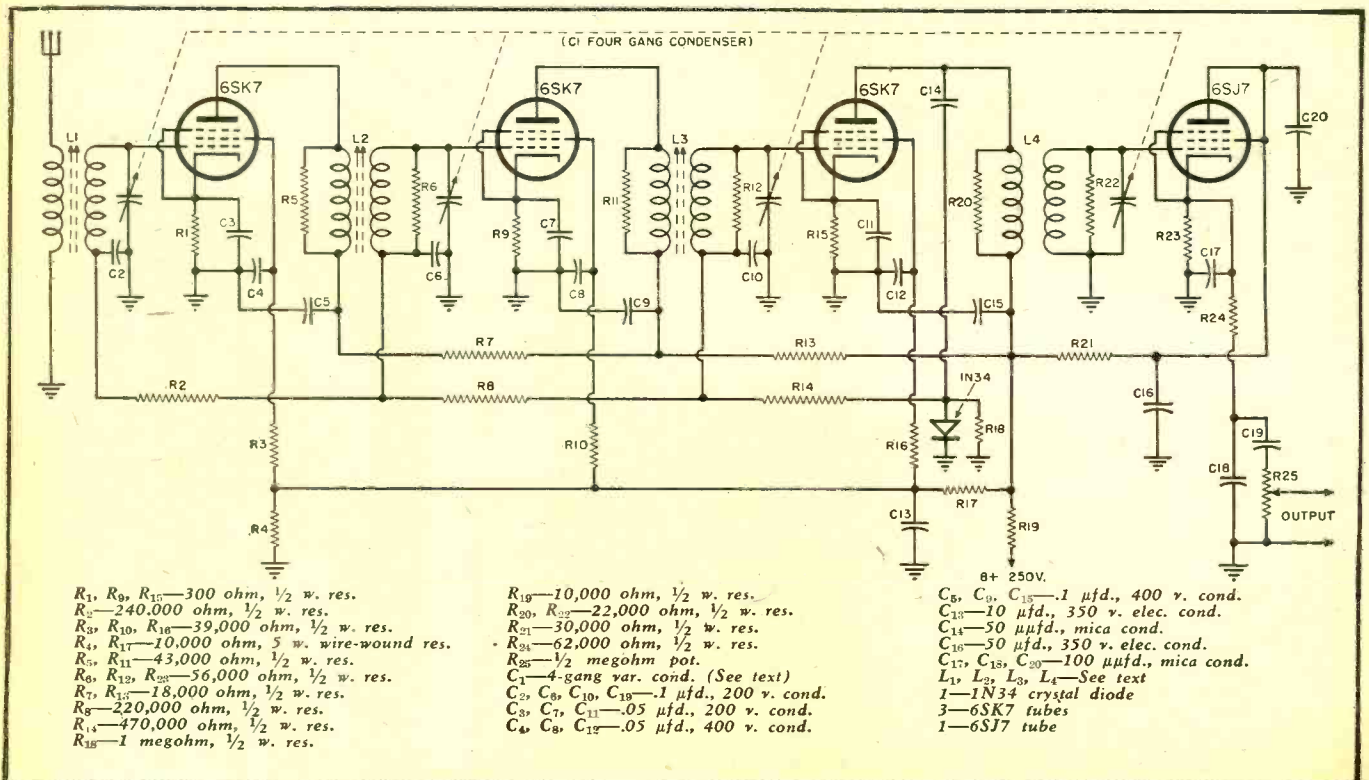 (C1 FOUR GANG CONDENSER)
6SK7
6SK7
6SK7
6SJ7
C14
C20
L1
L2
L3
L4
R5
R6
R11
R12
R20
R22
R1
C3
R9
C7
R15
C11
R23
C17
C2
C4
C6
C8
C10
C12
C5
C9
C15
R24
R7
R13
R21
R2
R8
R14
1N34
C16
R18
C19
R3
R10
R16
C18
R25
R17
OUTPUT
R4
C13
R19
B+ 250V.
R1, R9, R15—300 ohm, 1/2 w. res.
R2—240,000 ohm, 1/2 w. res.
R3, R10, R16—39,000 ohm, 1/2 w. res.
R4, R17—10,000 ohm, 5 w. wire-wound res.
R5, R11—43,000 ohm, 1/2 w. res.
R6, R12, R23—56,000 ohm, 1/2 w. res.
R7, R13—18,000 ohm, 1/2 w. res.
R8—220,000 ohm, 1/2 w. res.
R14—470,000 ohm, 1/2 w. res.
R18—1 megohm, 1/2 w. res.
R19—10,000 ohm, 1/2 w. res.
R20, R22—22,000 ohm, 1/2 w. res.
R21—30,000 ohm, 1/2 w. res.
R24—62,000 ohm, 1/2 w. res.
R25—1/2 megohm pot.
C1—4-gang var. cond. (See text)
C2, C6, C10, C19—.1 μfd., 200 v. cond.
C3, C7, C11—.05 μfd., 200 v. cond.
C4, C8, C12—.05 μfd., 400 v. cond.
C5, C9, C15—.1 μfd., 400 v. cond.
C13—10 μfd., 350 v. elec. cond.
C14—50 μμfd., mica cond.
C16—50 μfd., 350 v. elec. cond.
C17, C18, C20—100 μμfd., mica cond.
L1, L2, L3, L4—See text
1—1N34 crystal diode
3—6SK7 tubes
1—6SJ7 tube